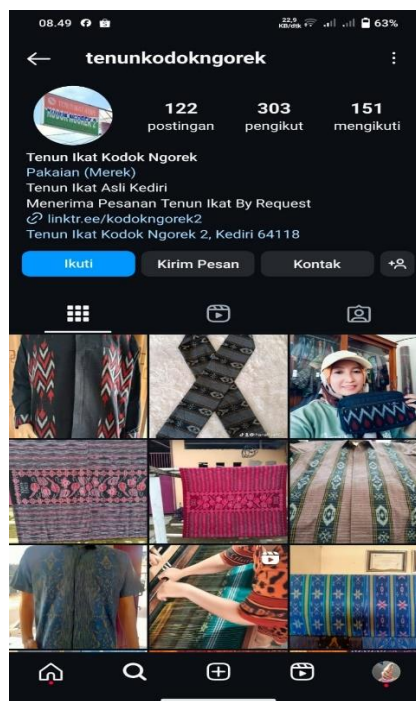 08.49
22,9
KB/dtk
63%
tenunkodokngorek
122
303
151
postingan
pengikut
mengikuti
Tenun Ikat Kodok Ngorek
Pakaian (Merek)
Tenun Ikat Asli Kediri
Menerima Pesanan Tenun Ikat By Request
linktr.ee/kodokngorek2
Tenun Ikat Kodok Ngorek 2, Kediri 64118
Ikuti
Kirim Pesan
Kontak